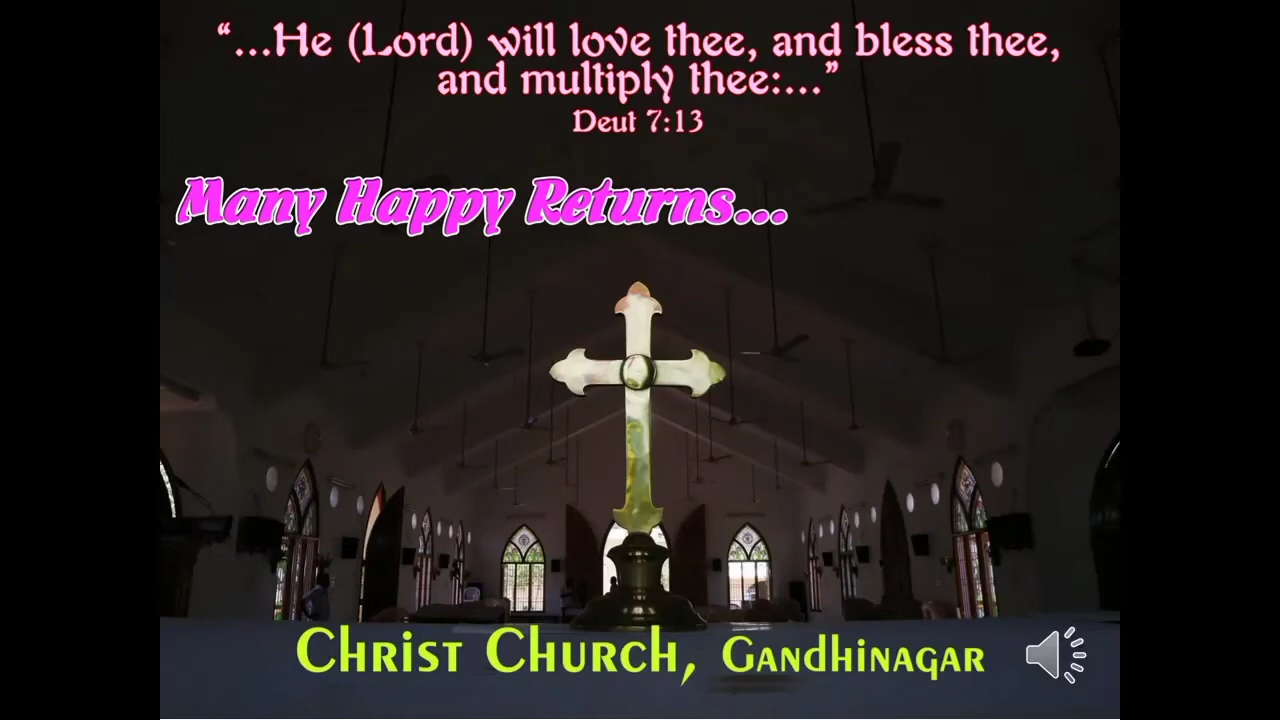 “...He (Lord) will love thee, and bless thee,
and multiply thee:...”
Deut 7:13
Many Happy Returns...
Christ Church, Gandhinagar